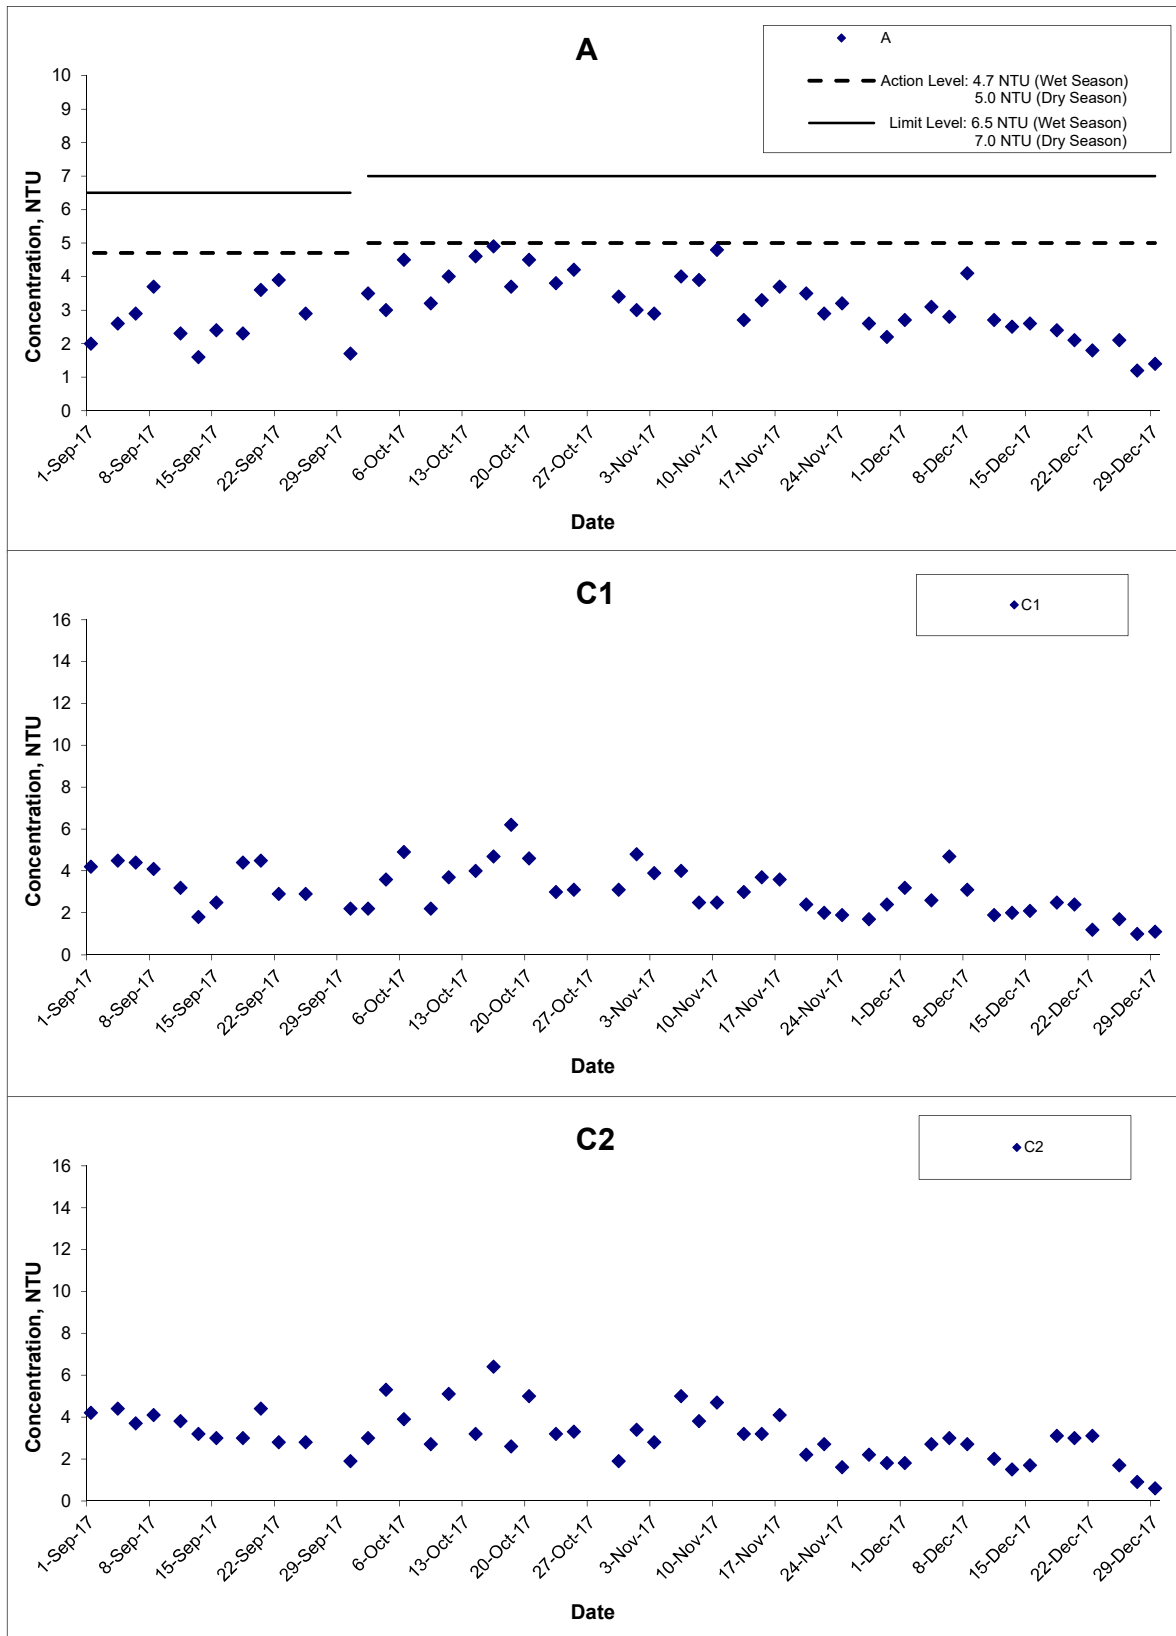 A
A
Action Level: 4.7 NTU (Wet Season)
5.0 NTU (Dry Season)
Limit Level: 6.5 NTU (Wet Season)
7.0 NTU (Dry Season)
Concentration, NTU
10
9
8
7
6
5
4
3
2
1
0
1-Sep-17
8-Sep-17
15-Sep-17
22-Sep-17
29-Sep-17
6-Oct-17
13-Oct-17
20-Oct-17
27-Oct-17
3-Nov-17
10-Nov-17
17-Nov-17
24-Nov-17
1-Dec-17
8-Dec-17
15-Dec-17
22-Dec-17
29-Dec-17
Date
C1
C1
Concentration, NTU
16
14
12
10
8
6
4
2
0
1-Sep-17
8-Sep-17
15-Sep-17
22-Sep-17
29-Sep-17
6-Oct-17
13-Oct-17
20-Oct-17
27-Oct-17
3-Nov-17
10-Nov-17
17-Nov-17
24-Nov-17
1-Dec-17
8-Dec-17
15-Dec-17
22-Dec-17
29-Dec-17
Date
C2
C2
Concentration, NTU
16
14
12
10
8
6
4
2
0
1-Sep-17
8-Sep-17
15-Sep-17
22-Sep-17
29-Sep-17
6-Oct-17
13-Oct-17
20-Oct-17
27-Oct-17
3-Nov-17
10-Nov-17
17-Nov-17
24-Nov-17
1-Dec-17
8-Dec-17
15-Dec-17
22-Dec-17
29-Dec-17
Date